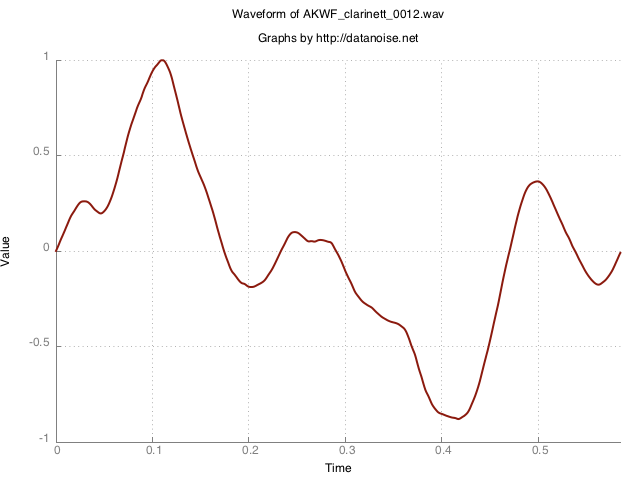 Waveform of AKWF_clarinett_0012.wav
Graphs by http://datanoise.net
1
0.5
0
-0.5
-1
Value
0 0.1 0.2 0.3 0.4 0.5
Time